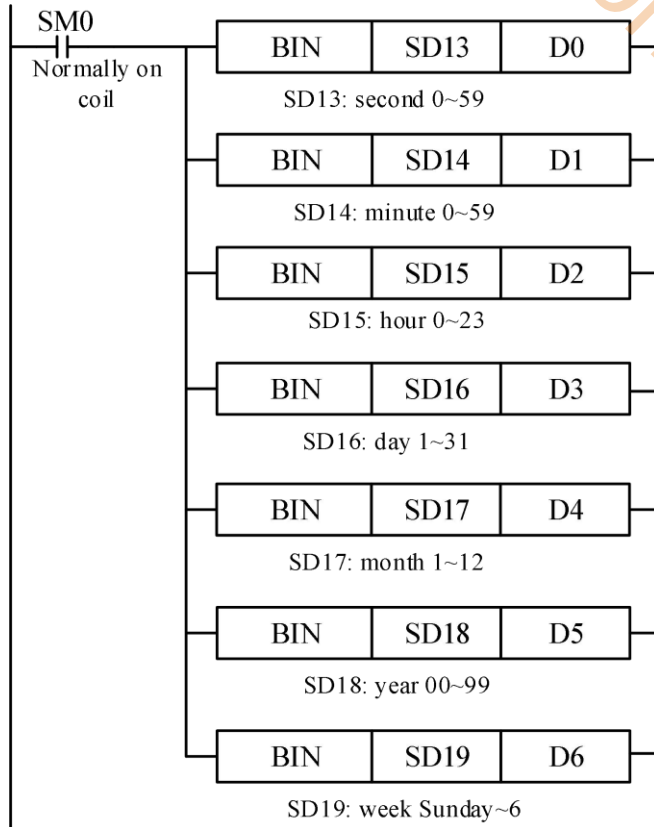 SM0
Normally on
coil
BIN SD13 D0
SD13: second 0~59
BIN SD14 D1
SD14: minute 0~59
BIN SD15 D2
SD15: hour 0~23
BIN SD16 D3
SD16: day 1~31
BIN SD17 D4
SD17: month 1~12
BIN SD18 D5
SD18: year 00~99
BIN SD19 D6
SD19: week Sunday~6